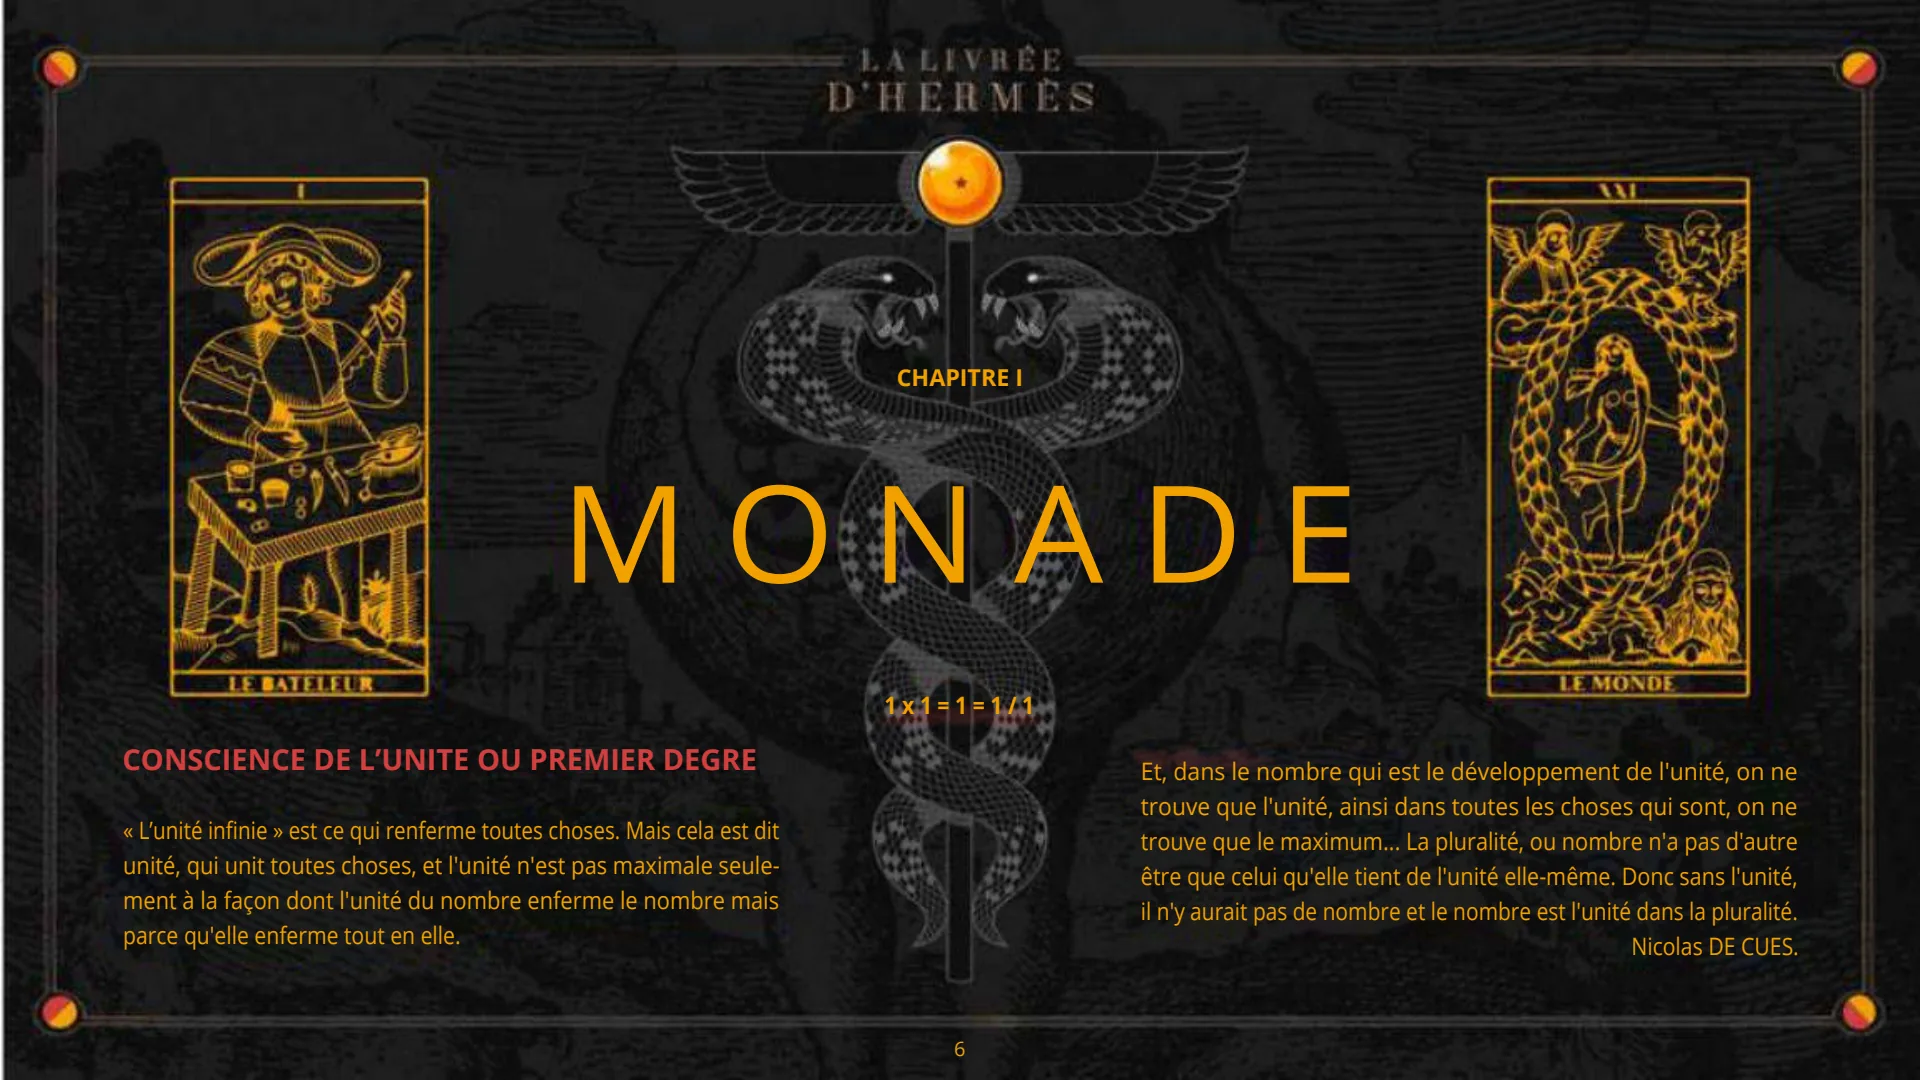 LA LIVRÉE
D'HERMÈS
I
XXI
CHAPITRE I
MONADE
LE BATELEUR
LE MONDE
1 x 1 = 1 = 1 / 1
CONSCIENCE DE L’UNITE OU PREMIER DEGRE
« L’unité infinie » est ce qui renferme toutes choses. Mais cela est dit
unité, qui unit toutes choses, et l'unité n'est pas maximale seule-
ment à la façon dont l'unité du nombre enferme le nombre mais
parce qu'elle enferme tout en elle.
Et, dans le nombre qui est le développement de l'unité, on ne
trouve que l'unité, ainsi dans toutes les choses qui sont, on ne
trouve que le maximum... La pluralité, ou nombre n'a pas d'autre
être que celui qu'elle tient de l'unité elle-même. Donc sans l'unité,
il n'y aurait pas de nombre et le nombre est l'unité dans la pluralité.
Nicolas DE CUES.
6